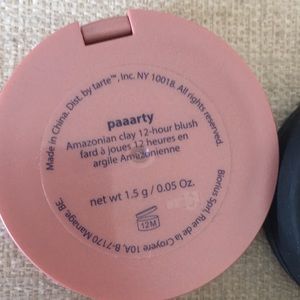 Made in China, Dist. by tarte™, Inc. NY 10018. All rights reserved.
paaarty
Amazonian clay 12-hour blush
fard à joues 12 heures en
argile Amazonienne
net wt 1.5 g / 0.05 Oz.
12M
Biorius Sprl, Rue de la Croyere 10A, B-7170 Manage, BE